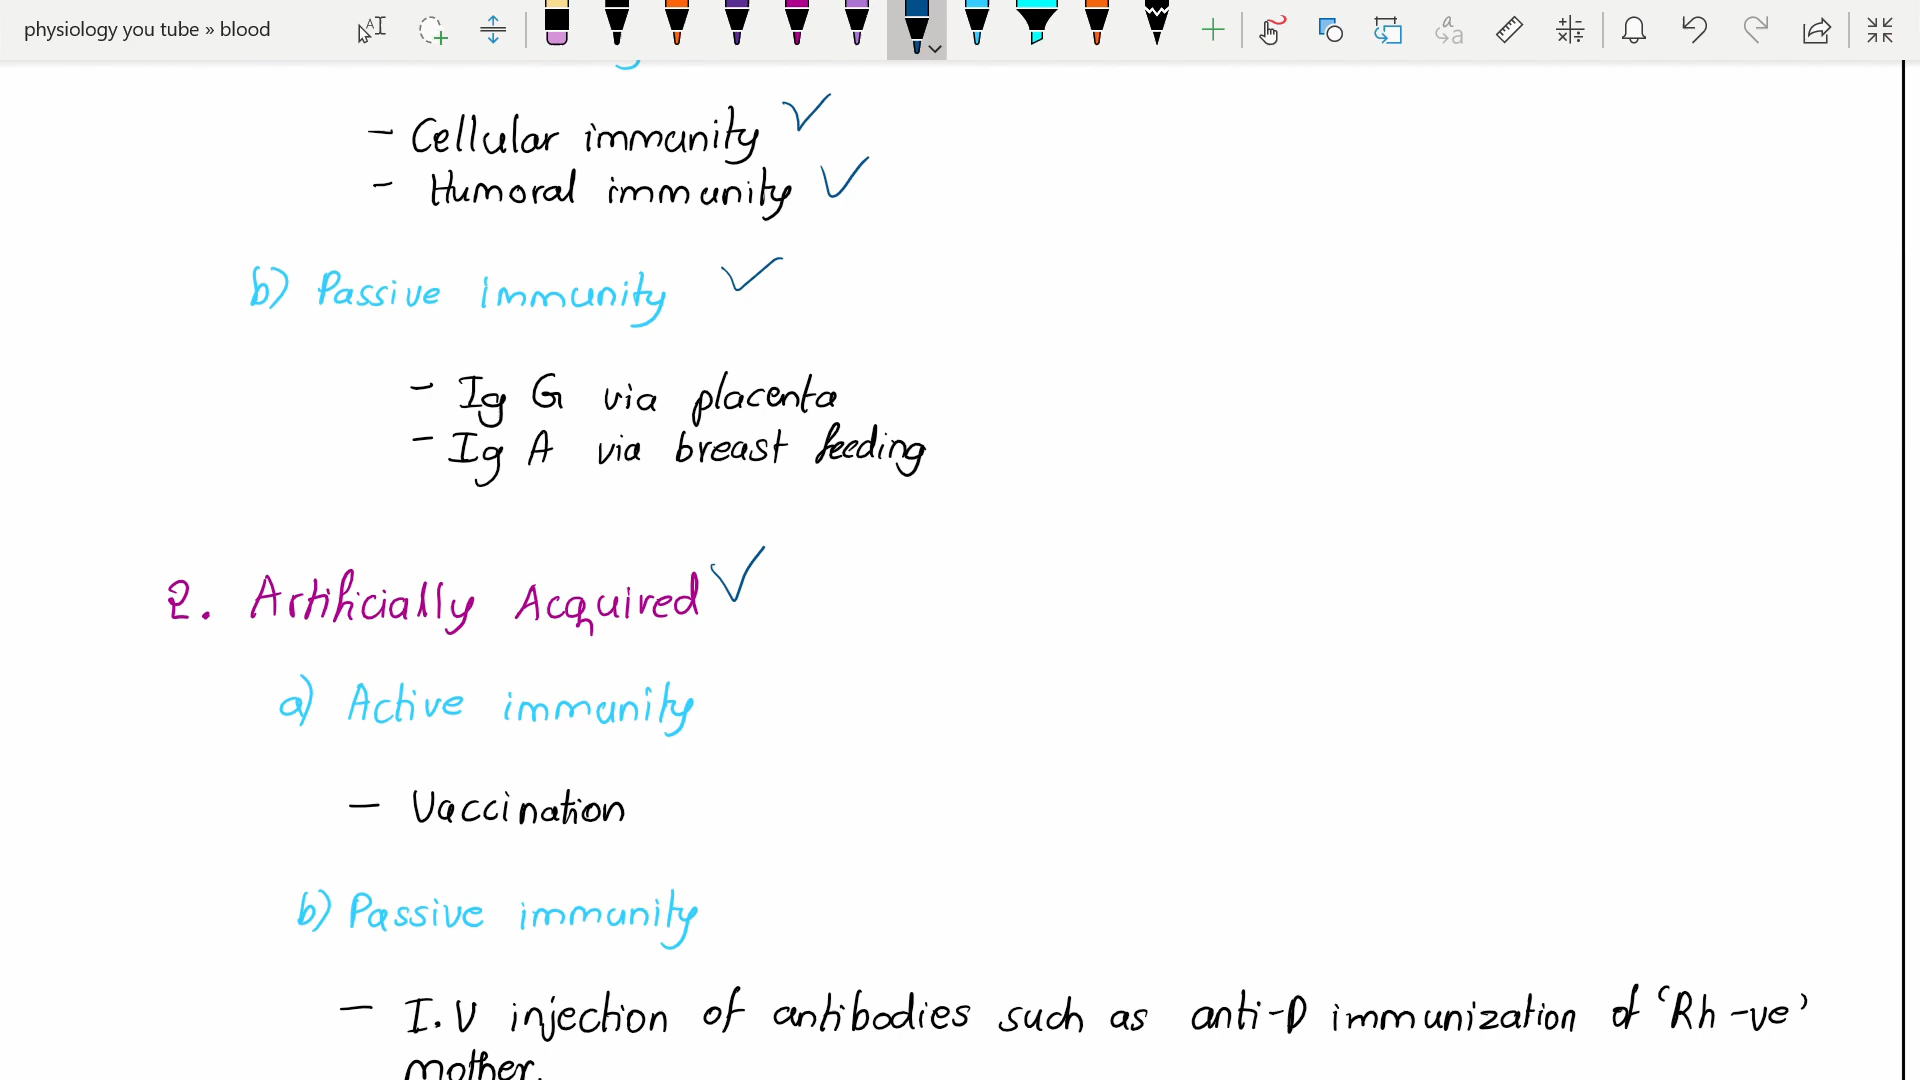 physiology you tube » blood
- Cellular immunity
- Humoral immunity
b) Passive Immunity
- Ig G via placenta
- Ig A via breast feeding
2. Artificially Acquired
a) Active immunity
- Vaccination
b) Passive immunity
- I.V injection of antibodies such as anti-D immunization of 'Rh -ve'
mother.